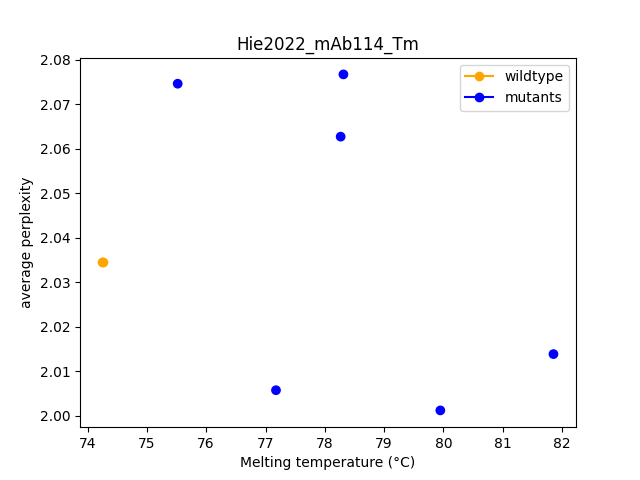 Hie2022_mAb114_Tm
wildtype
mutants
2.08
2.07
2.06
2.05
2.04
2.03
2.02
2.01
2.00
average perplexity
74 75 76 77 78 79 80 81 82
Melting temperature (°C)